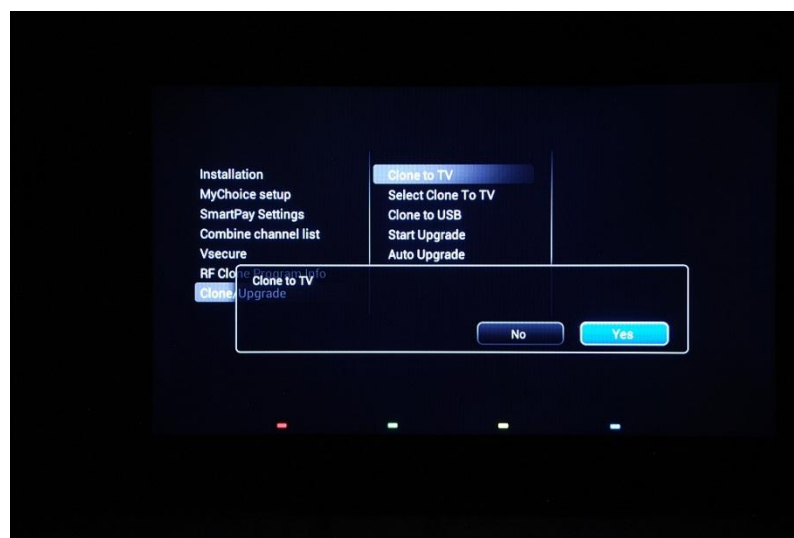 Installation
MyChoice setup
SmartPay Settings
Combine channel list
Vsecure
RF Clone Program Info
Clone/Upgrade
Clone to TV
Select Clone To TV
Clone to USB
Start Upgrade
Auto Upgrade
Clone to TV
No
Yes